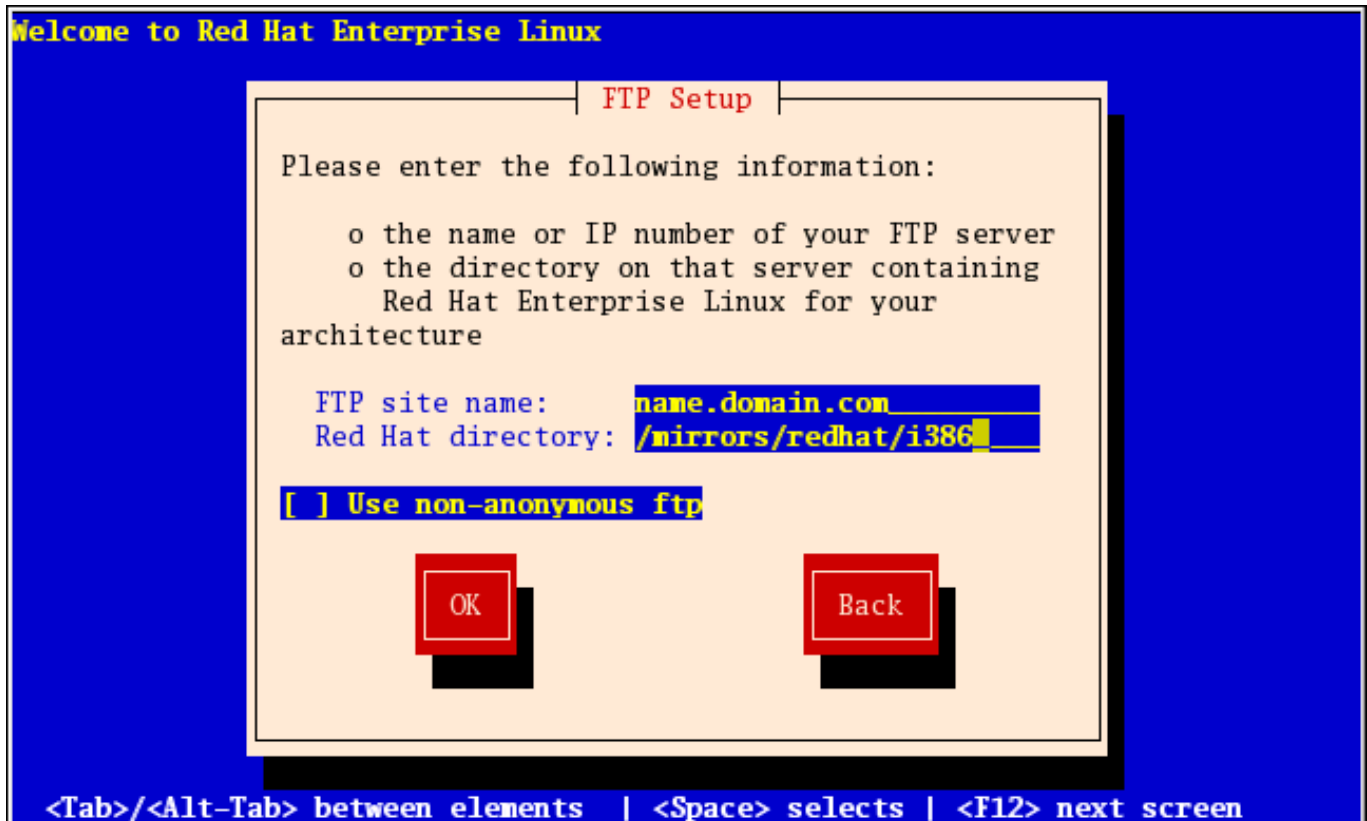 Welcome to Red Hat Enterprise Linux
FTP Setup
Please enter the following information:
o the name or IP number of your FTP server
o the directory on that server containing
Red Hat Enterprise Linux for your
architecture
FTP site name: name.domain.com_________
Red Hat directory: /mirrors/redhat/i386____
[ ] Use non-anonymous ftp
OK Back
<Tab>/<Alt-Tab> between elements | <Space> selects | <F12> next screen